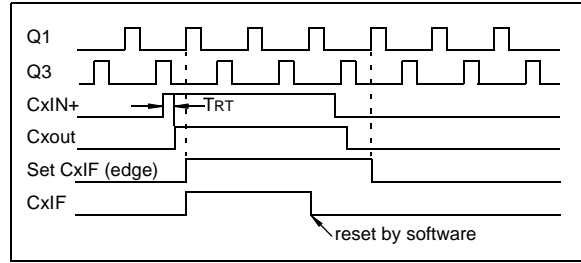 Q1
Q3
CxIN+
TRT
Cxout
Set CxIF (edge)
CxIF
reset by software